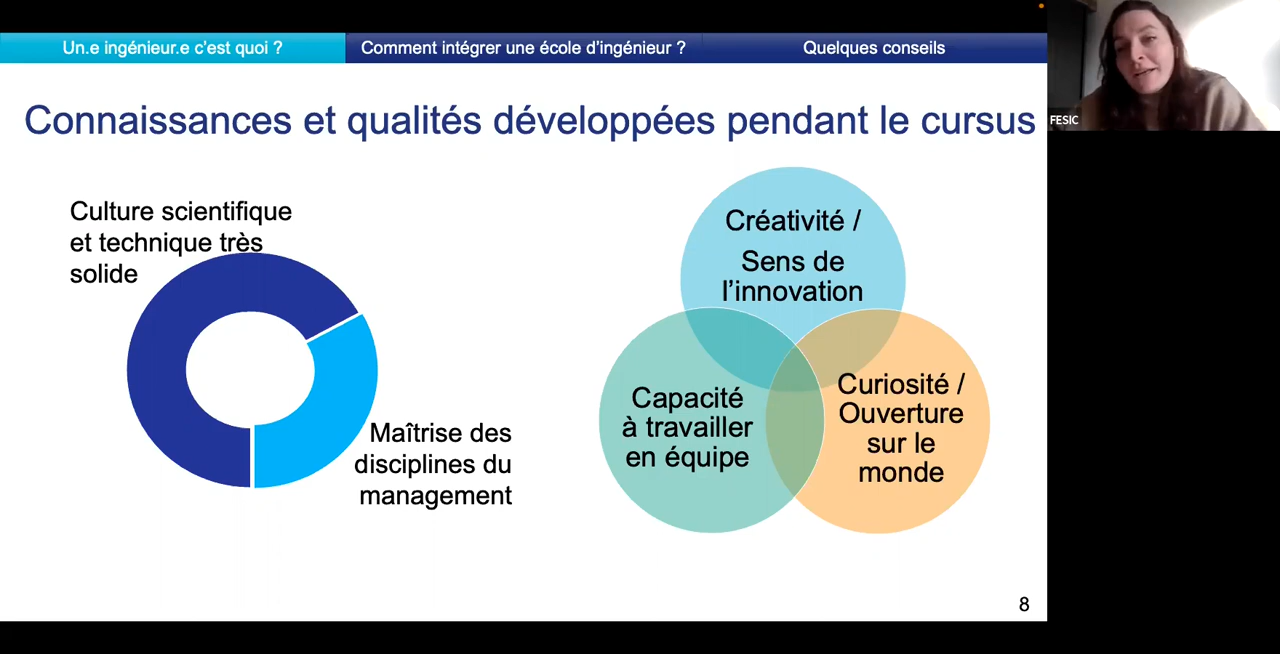 Un.e ingénieur.e c’est quoi ?
Comment intégrer une école d’ingénieur ?
Quelques conseils
FESIC
Connaissances et qualités développées pendant le cursus
Culture scientifique
et technique très
solide
Maîtrise des
disciplines du
management
Créativité /
Sens de
l’innovation
Capacité
à travailler
en équipe
Curiosité /
Ouverture
sur le
monde
8